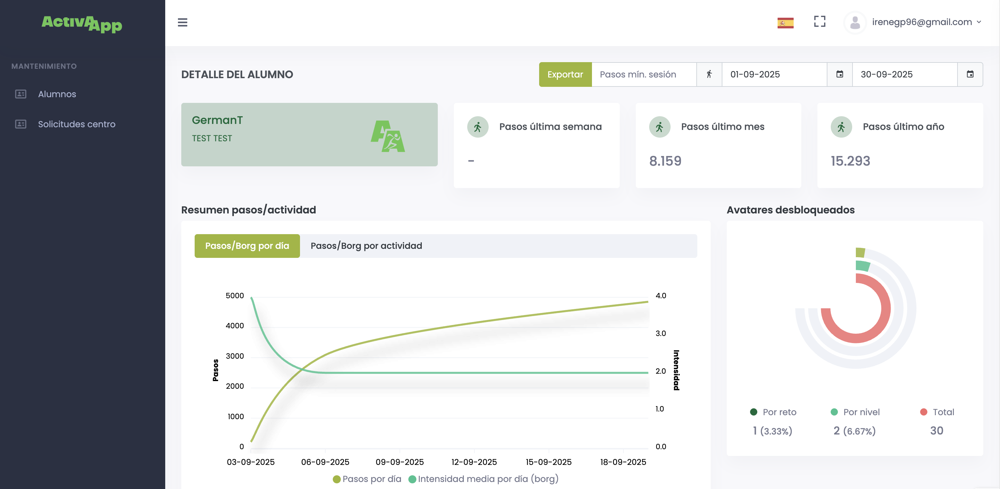 ActivAApp
irenegp96@gmail.com
MANTENIMIENTO
Alumnos
Solicitudes centro
DETALLE DEL ALUMNO
Exportar
Pasos mín. sesión
01-09-2025
30-09-2025
GermanT
TEST TEST
AA
Pasos última semana
-
Pasos último mes
8.159
Pasos último año
15.293
Resumen pasos/actividad
Pasos/Borg por día
Pasos/Borg por actividad
Pasos
5000
4000
3000
2000
1000
0
4.0
3.0
2.0
1.0
0.0
Intensidad
03-09-2025
06-09-2025
09-09-2025
12-09-2025
15-09-2025
18-09-2025
Pasos por día
Intensidad media por día (borg)
Avatares desbloqueados
Por reto
1 (3.33%)
Por nivel
2 (6.67%)
Total
30